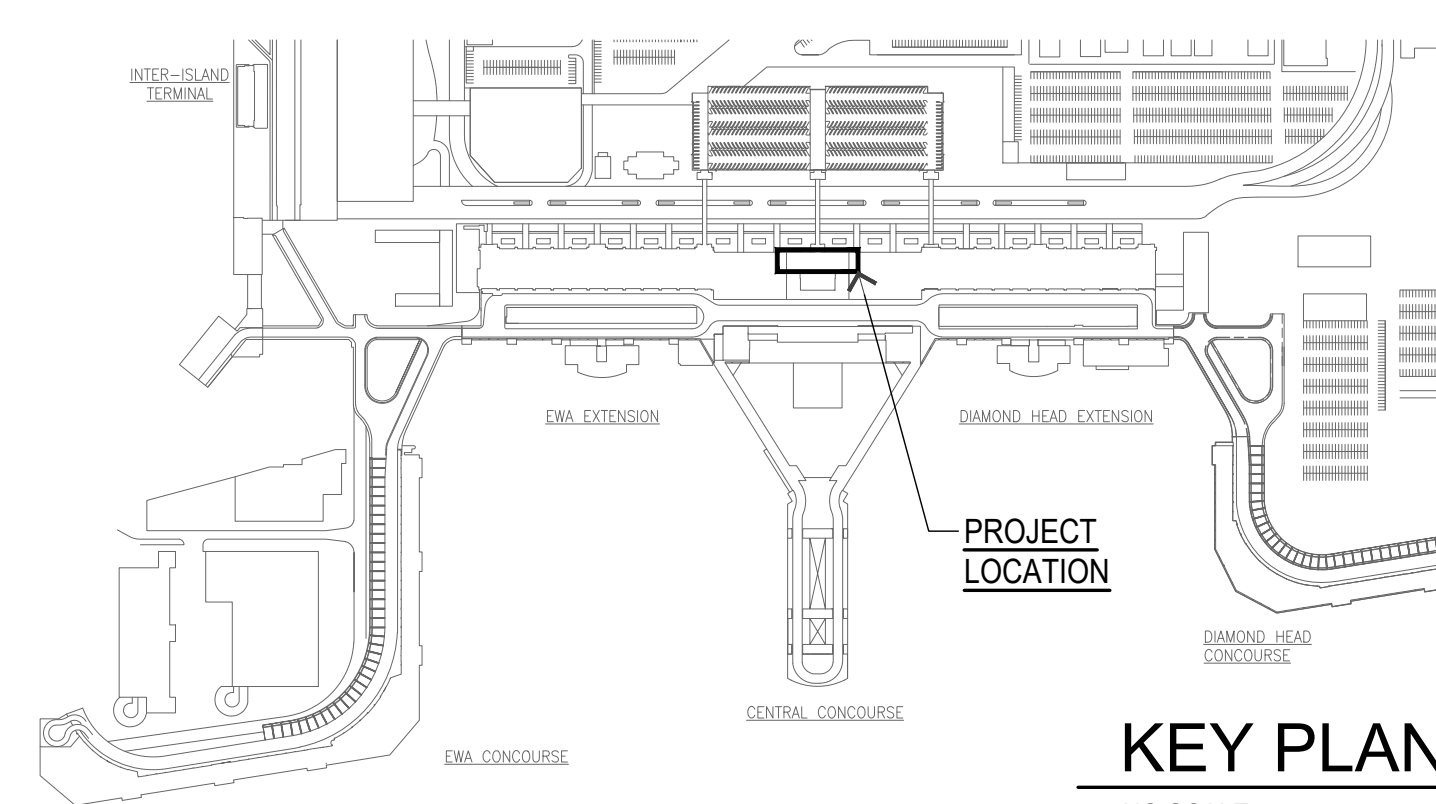 INTER-ISLAND
TERMINAL
EWA EXTENSION
DIAMOND HEAD EXTENSION
PROJECT
LOCATION
DIAMOND HEAD
CONCOURSE
CENTRAL CONCOURSE
EWA CONCOURSE
KEY PLAN